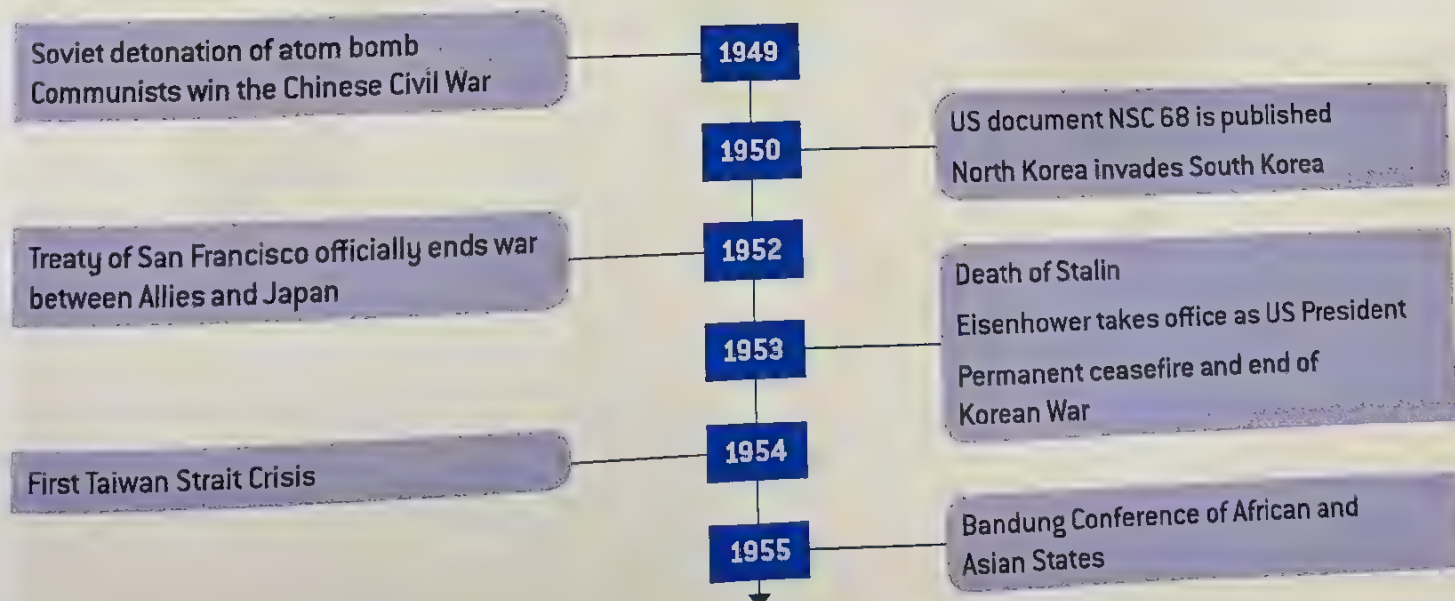 Soviet detonation of atom bomb
Communists win the Chinese Civil War
1949
1950
US document NSC 68 is published
North Korea invades South Korea
Treaty of San Francisco officially ends war
between Allies and Japan
1952
1953
Death of Stalin
Eisenhower takes office as US President
Permanent ceasefire and end of
Korean War
First Taiwan Strait Crisis
1954
1955
Bandung Conference of African and
Asian States